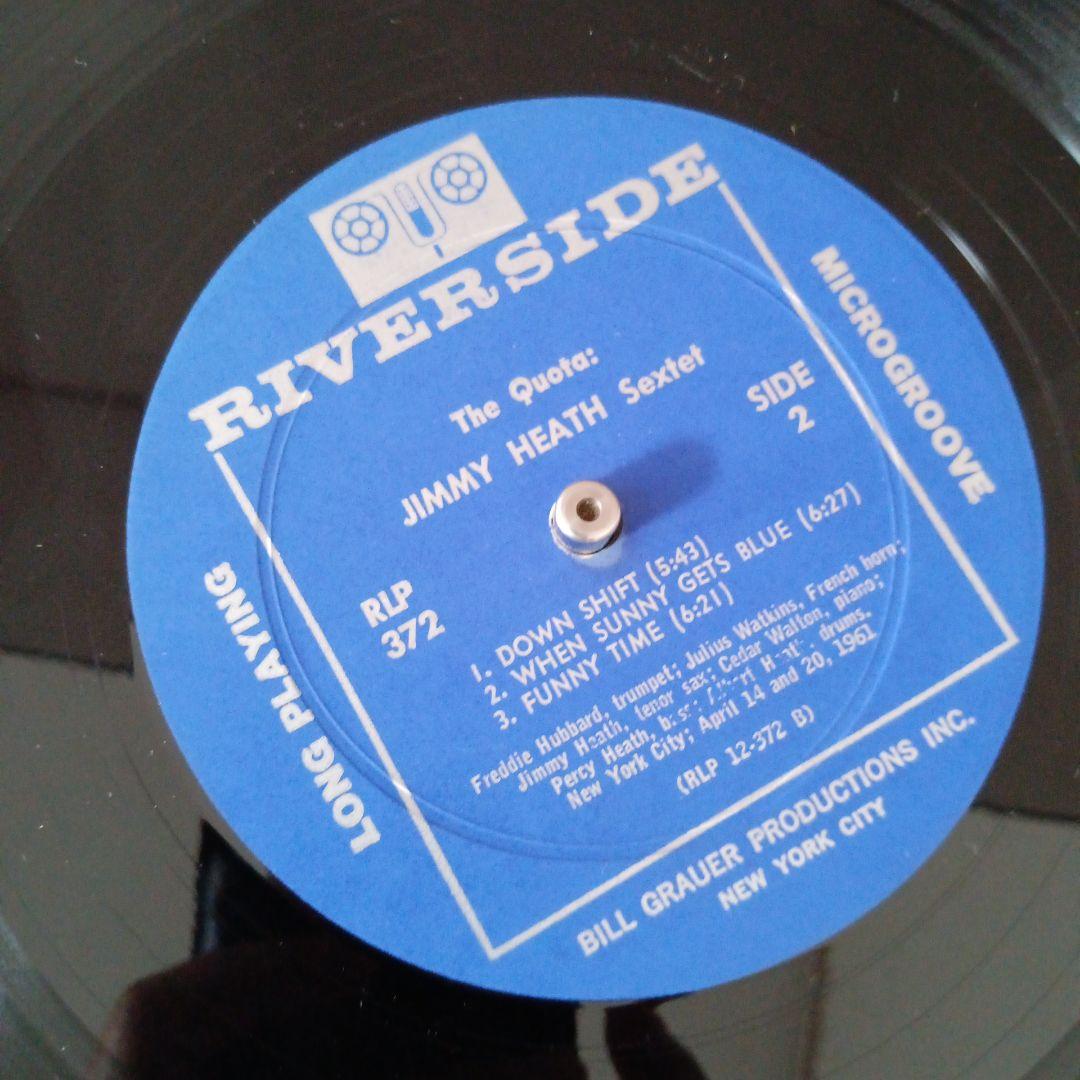 RIVERSIDE
MICROGROOVE
LONG PLAYING
The Quota:
JIMMY HEATH Sextet
SIDE
2
RLP
372
1. DOWN SHIFT (5:43)
2. WHEN SUNNY GETS BLUE (6:27)
3. FUNNY TIME (6:21)
Freddie Hubbard, trumpet; Julius Watkins, French horn;
Jimmy Heath, tenor sax; Cedar Walton, piano;
Percy Heath, bass; Albert Heath, drums.
New York City; April 14 and 20, 1961
(RLP 12-372 B)
BILL GRAUER PRODUCTIONS INC.
NEW YORK CITY